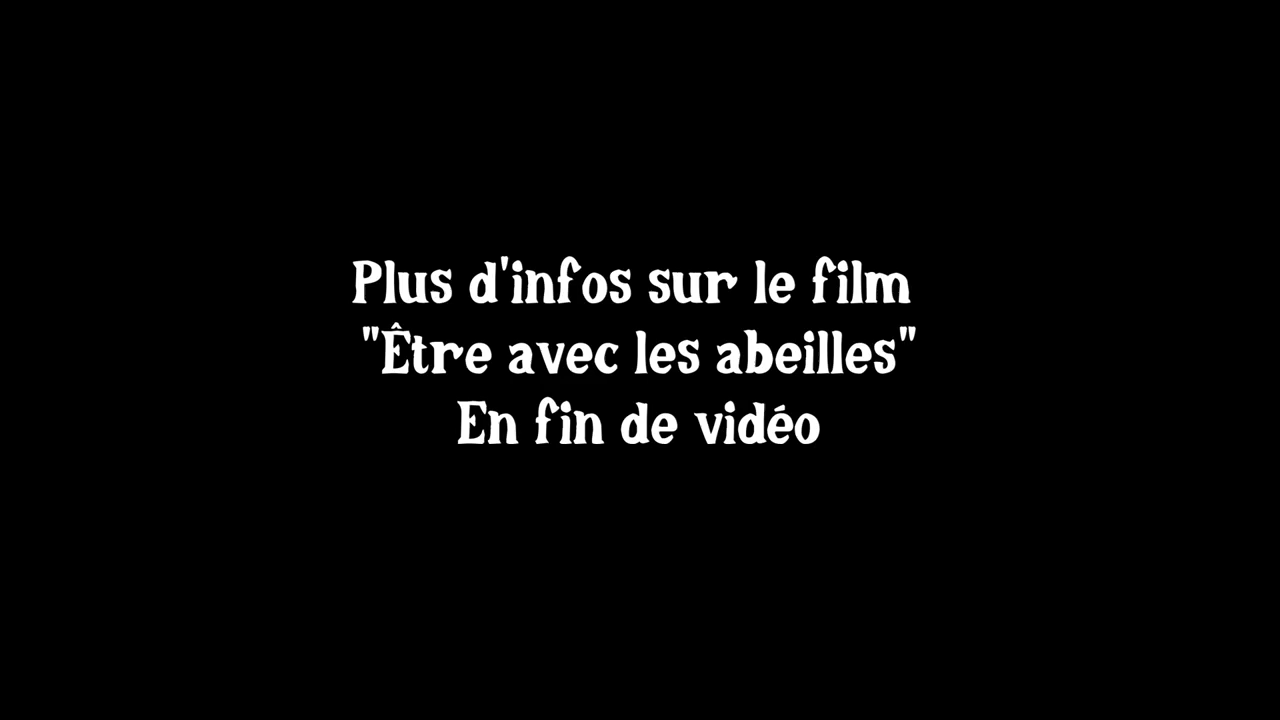 Plus d'infos sur le film
"Être avec les abeilles"
En fin de vidéo